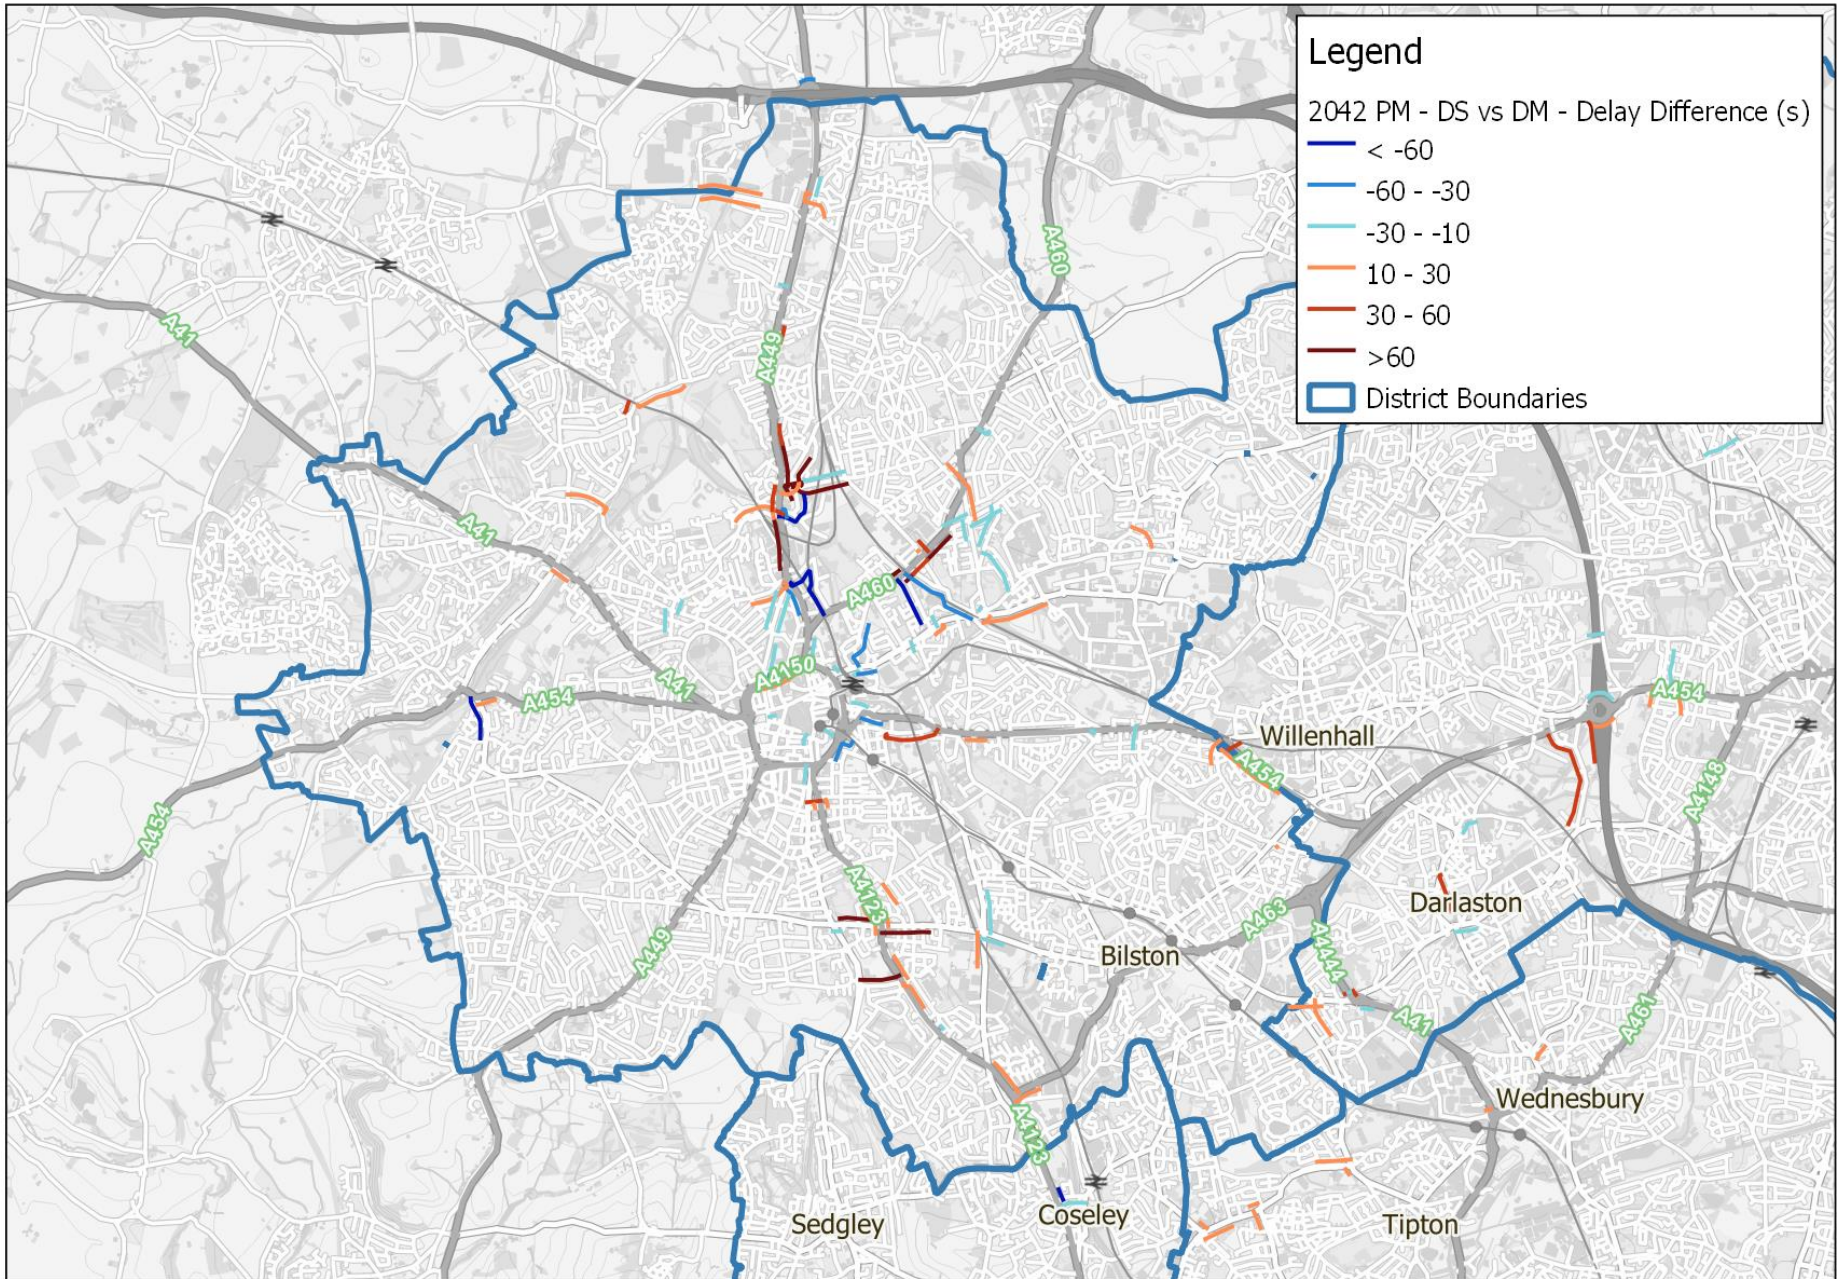 Legend
2042 PM - DS vs DM - Delay Difference (s)
< -60
-60 - -30
-30 - -10
10 - 30
30 - 60
>60
District Boundaries
A460
A41
A449
A41
A460
A4150
A41
A454
A454
Willenhall
A454
A4148
A454
A4123
Darlaston
A463
A449
Bilston
A4444
A41
A461
Wednesbury
A4123
Coseley
Sedgley
Tipton